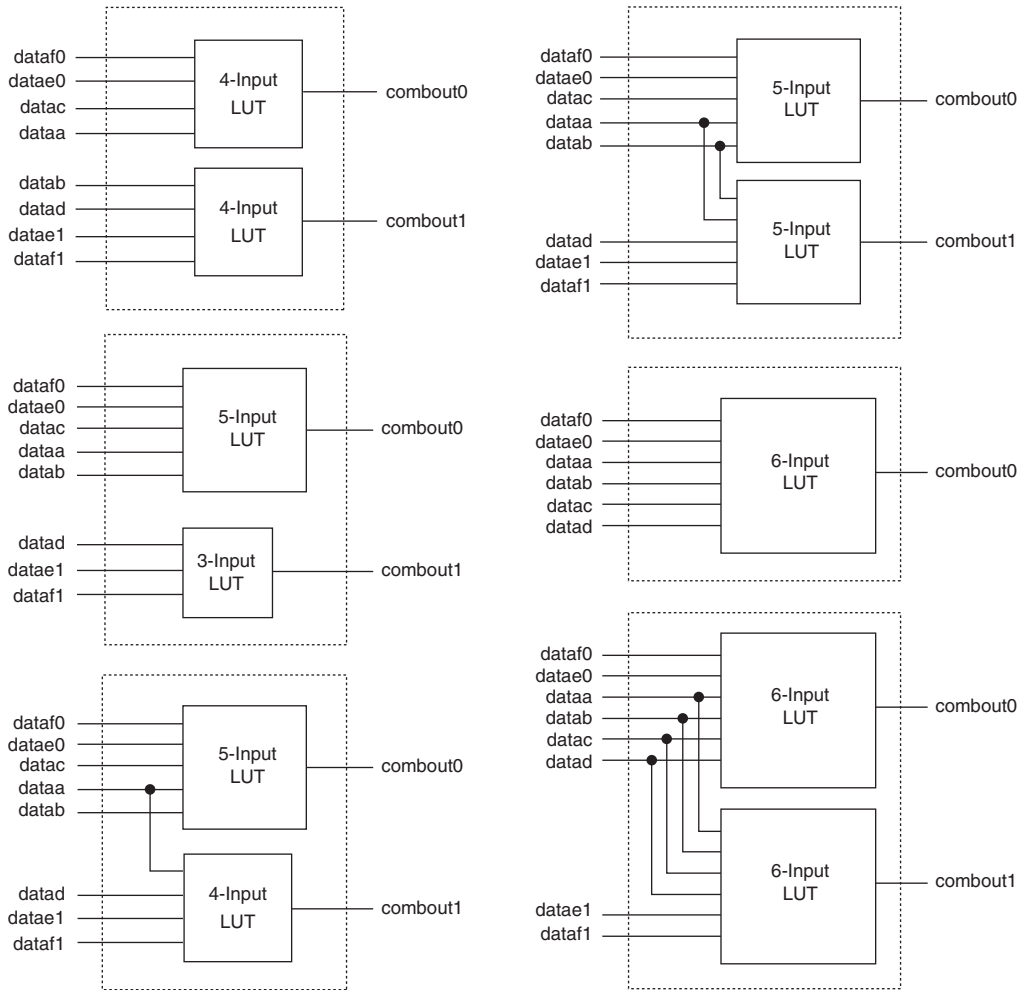 dataf0
datae0
datac
dataa
4-Input
LUT
combout0
datab
datad
datae1
dataf1
4-Input
LUT
combout1
dataf0
datae0
datac
dataa
datab
5-Input
LUT
combout0
datad
datae1
dataf1
3-Input
LUT
combout1
dataf0
datae0
datac
dataa
datab
5-Input
LUT
combout0
datad
datae1
dataf1
4-Input
LUT
combout1
dataf0
datae0
datac
dataa
datab
5-Input
LUT
combout0
datad
datae1
dataf1
5-Input
LUT
combout1
dataf0
datae0
dataa
datab
datac
datad
6-Input
LUT
combout0
dataf0
datae0
dataa
datab
datac
datad
6-Input
LUT
combout0
datae1
dataf1
6-Input
LUT
combout1